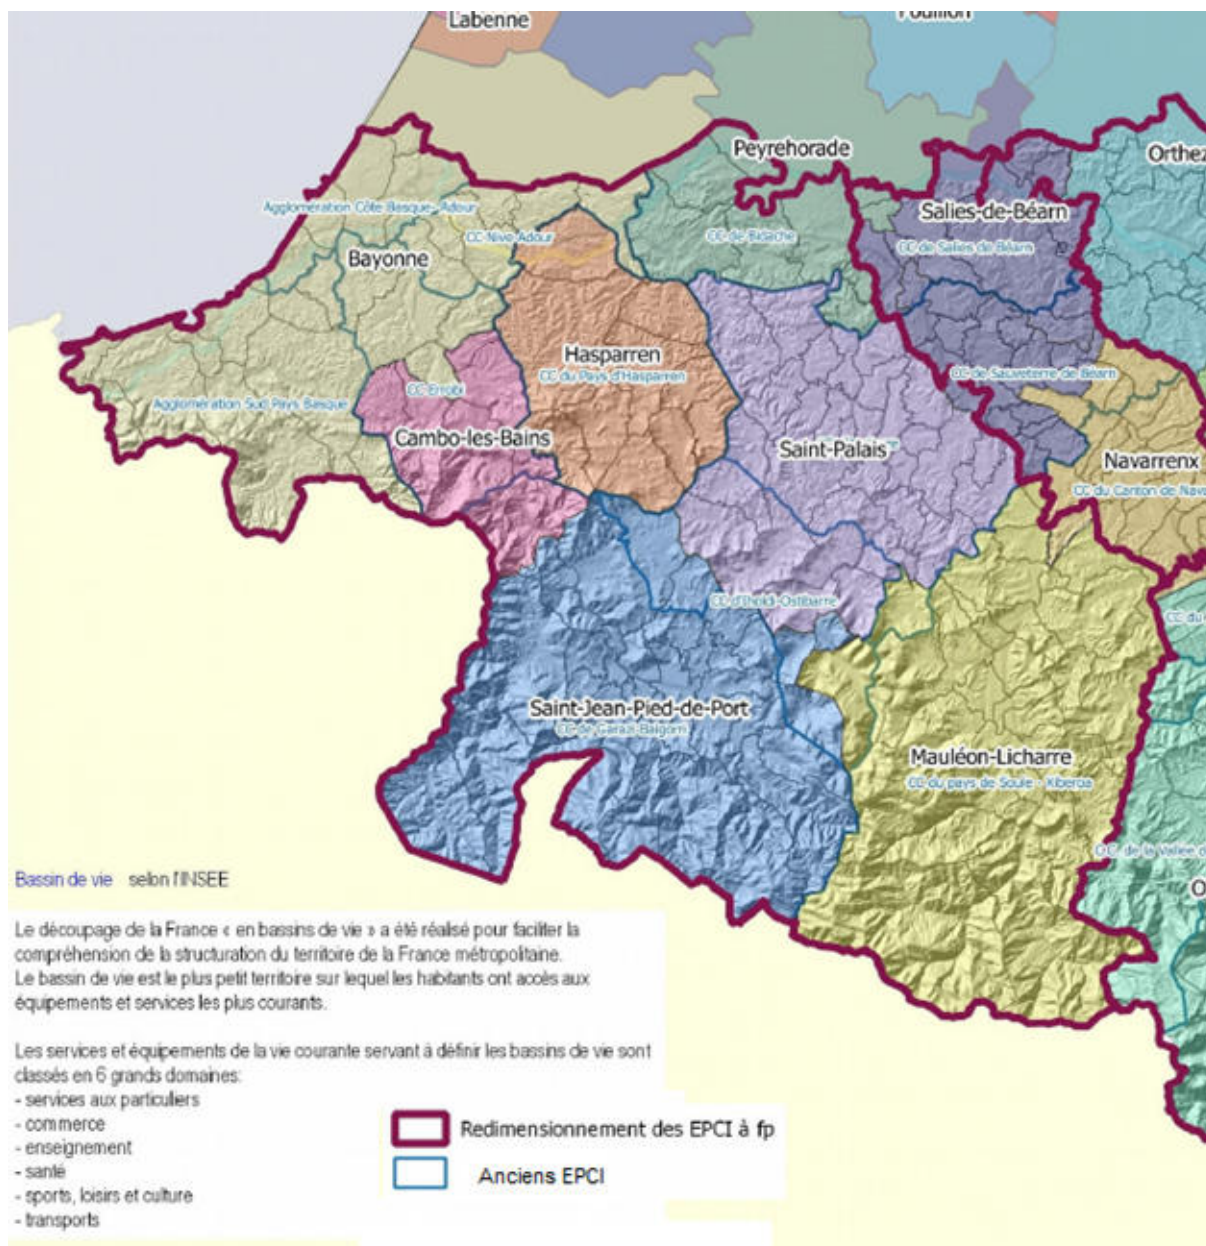 Labenne
Pouillon
Peyrehorade
Orthez
Agglomération Côte Basque- Adour
Salies-de-Béarn
CC Nive Adour
CC de Bidache
CC de Salies de Béarn
Bayonne
Hasparren
CC du Pays d'Hasparren
CC de Sauveterre de Béarn
CC Errobi
Agglomération Sud Pays Basque
Cambo-les-Bains
Saint-Palais
Navarrenx
CC du Canton de Nava
CC d'Iholdi-Ostibarre
CC du
Saint-Jean-Pied-de-Port
CC de Garazi-Baigorri
Mauléon-Licharre
CC du pays de Soule - Xiberoa
C.C. de la Vallée d
O
Bassin de vie selon l'INSEE
Le découpage de la France « en bassins de vie » a été réalisé pour faciliter la
compréhension de la structuration du territoire de la France métropolitaine.
Le bassin de vie est le plus petit territoire sur lequel les habitants ont accès aux
équipements et services les plus courants.
Les services et équipements de la vie courante servant à définir les bassins de vie sont
classés en 6 grands domaines:
- services aux particuliers
- commerce
- enseignement
- santé
- sports, loisirs et culture
- transports
Redimensionnement des EPCI à fp
Anciens EPCI